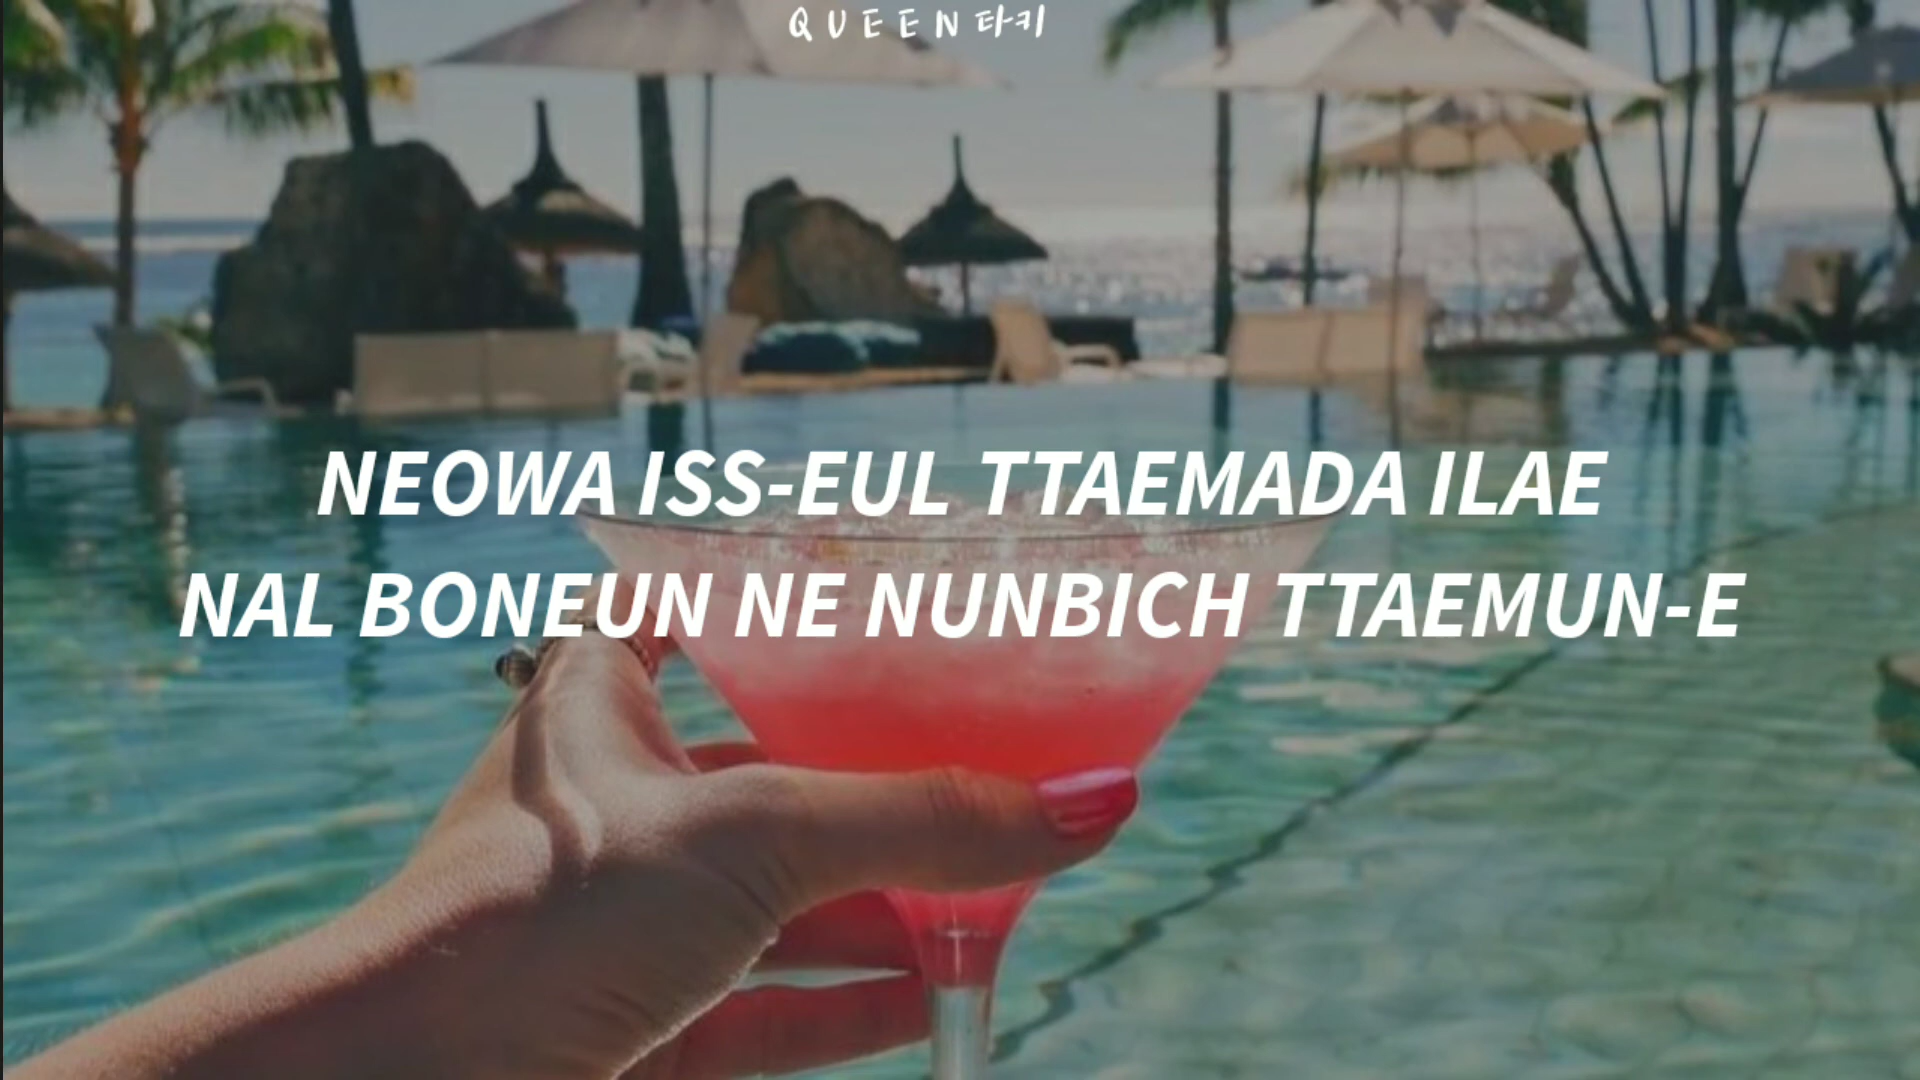 QUEEN타키
NEOWA ISS-EUL TTAEMADA ILAE
NAL BONEUN NE NUNBICH TTAEMUN-E